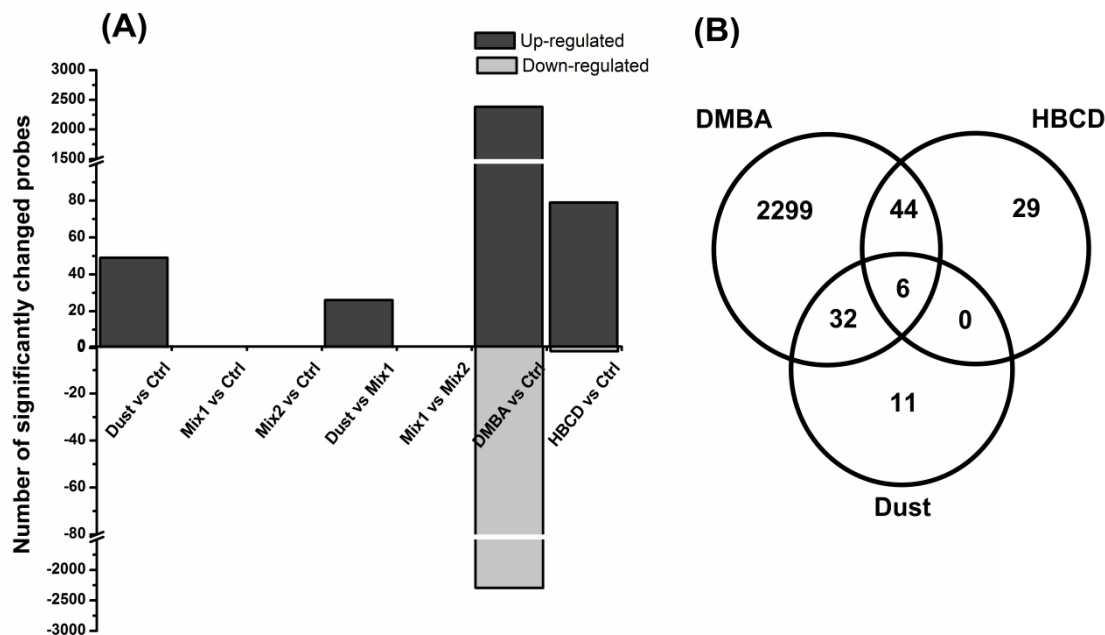 (A)
Up-regulated
Down-regulated
Number of significantly changed probes
3000
2500
2000
1500
80
60
40
20
0
-20
-40
-60
-80
-2000
-2500
-3000
Dust vs Ctrl
Mix1 vs Ctrl
Mix2 vs Ctrl
Dust vs Mix1
Mix1 vs Mix2
DMBA vs Ctrl
HBCD vs Ctrl
(B)
DMBA
HBCD
2299
44
29
6
32
0
11
Dust